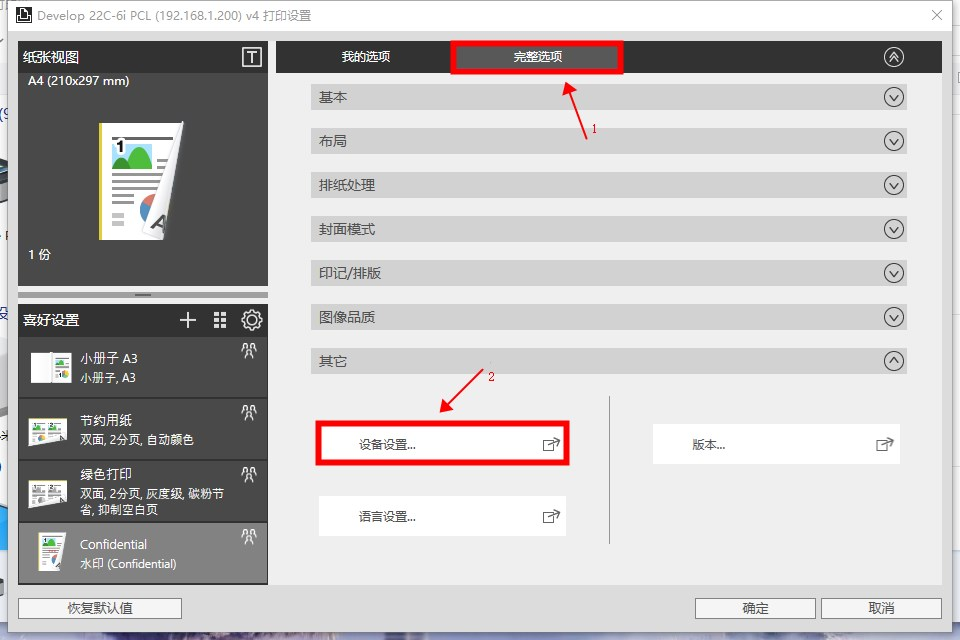 Develop 22C-6i PCL (192.168.1.200) v4 打印设置
纸张视图
T
A4 (210x297 mm)
1
A
1 份
喜好设置
小册子 A3
小册子, A3
节约用纸
双面, 2分页, 自动颜色
绿色打印
双面, 2分页, 灰度级, 碳粉节
省, 抑制空白页
Confidential
水印 (Confidential)
恢复默认值
我的选项
完整选项
1
基本
布局
排纸处理
封面模式
印记/排版
图像品质
其它
2
设备设置...
版本...
语言设置...
确定
取消